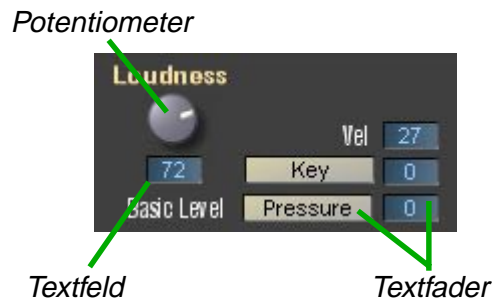 Potentiometer
Loudness
Vel 27
72 Key 0
Basic Level Pressure 0
Textfeld Textfader